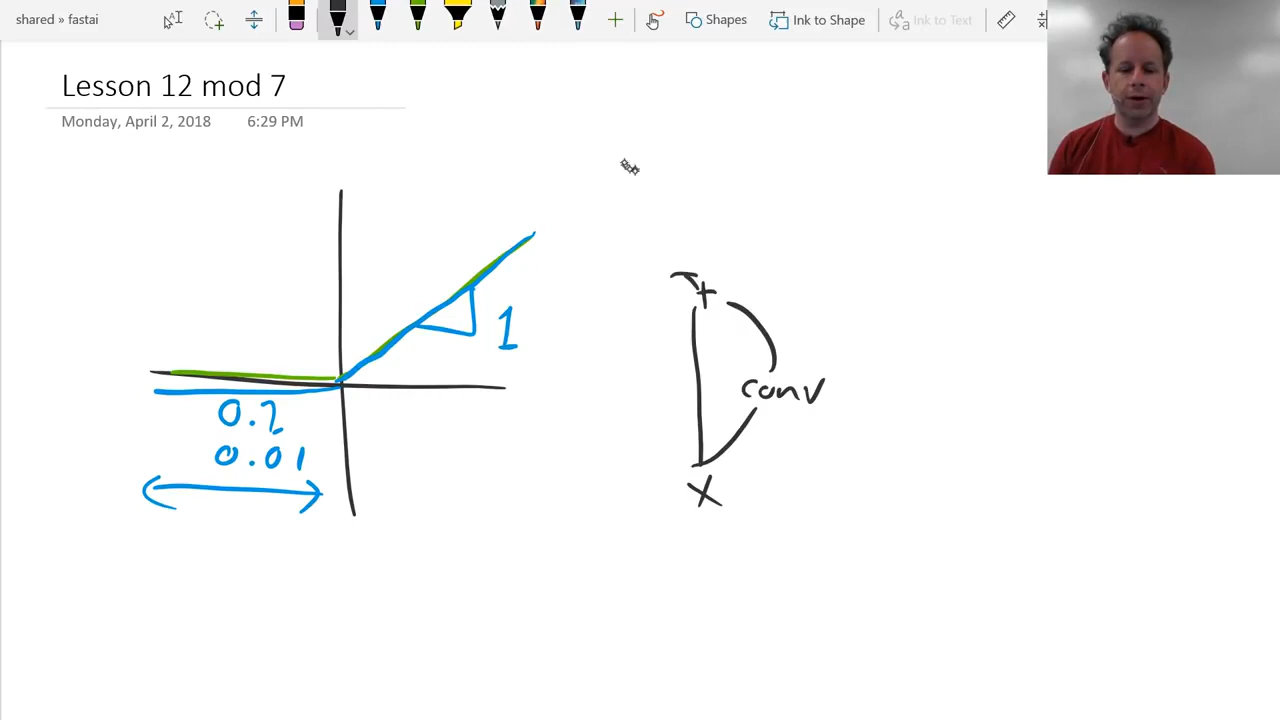 shared » fastai
Shapes
Ink to Shape
Ink to Text
Lesson 12 mod 7
Monday, April 2, 2018 6:29 PM
1
0.2
0.01
+
conv
X